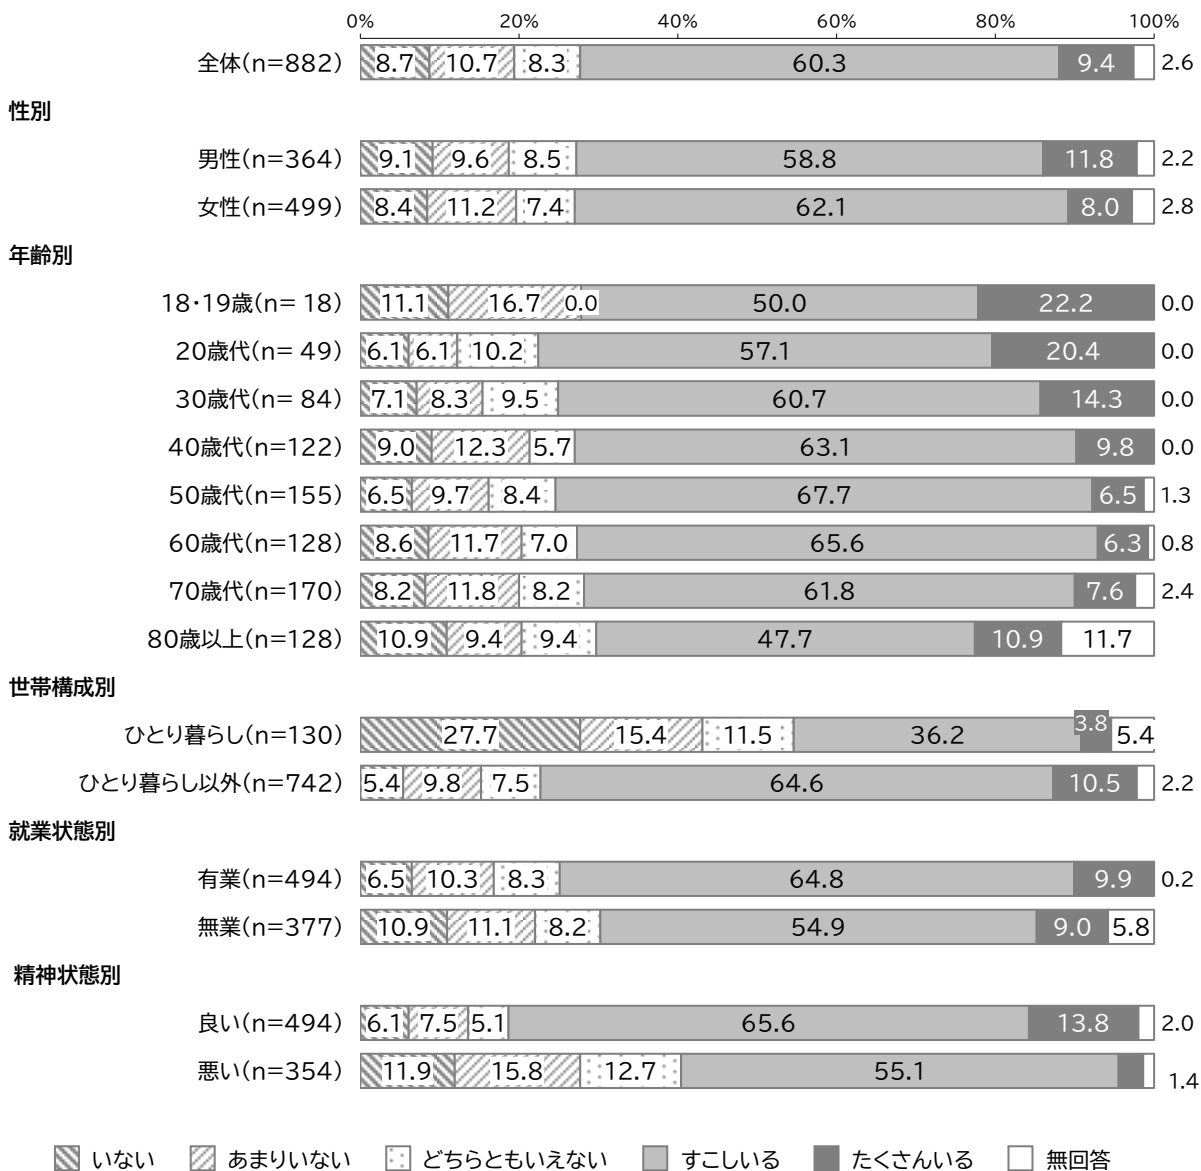 0% 20% 40% 60% 80% 100%
全体(n=882) 8.7 10.7 8.3 60.3 9.4 2.6
性別
男性(n=364) 9.1 9.6 8.5 58.8 11.8 2.2
女性(n=499) 8.4 11.2 7.4 62.1 8.0 2.8
年齢別
18・19歳(n= 18) 11.1 16.7 0.0 50.0 22.2 0.0
20歳代(n= 49) 6.1 6.1 10.2 57.1 20.4 0.0
30歳代(n= 84) 7.1 8.3 9.5 60.7 14.3 0.0
40歳代(n=122) 9.0 12.3 5.7 63.1 9.8 0.0
50歳代(n=155) 6.5 9.7 8.4 67.7 6.5 1.3
60歳代(n=128) 8.6 11.7 7.0 65.6 6.3 0.8
70歳代(n=170) 8.2 11.8 8.2 61.8 7.6 2.4
80歳以上(n=128) 10.9 9.4 9.4 47.7 10.9 11.7
世帯構成別
ひとり暮らし(n=130) 27.7 15.4 11.5 36.2 3.8 5.4
ひとり暮らし以外(n=742) 5.4 9.8 7.5 64.6 10.5 2.2
就業状態別
有業(n=494) 6.5 10.3 8.3 64.8 9.9 0.2
無業(n=377) 10.9 11.1 8.2 54.9 9.0 5.8
精神状態別
良い(n=494) 6.1 7.5 5.1 65.6 13.8 2.0
悪い(n=354) 11.9 15.8 12.7 55.1 1.4
いない あまりいない どちらともいえない すこしいる たくさんいる 無回答